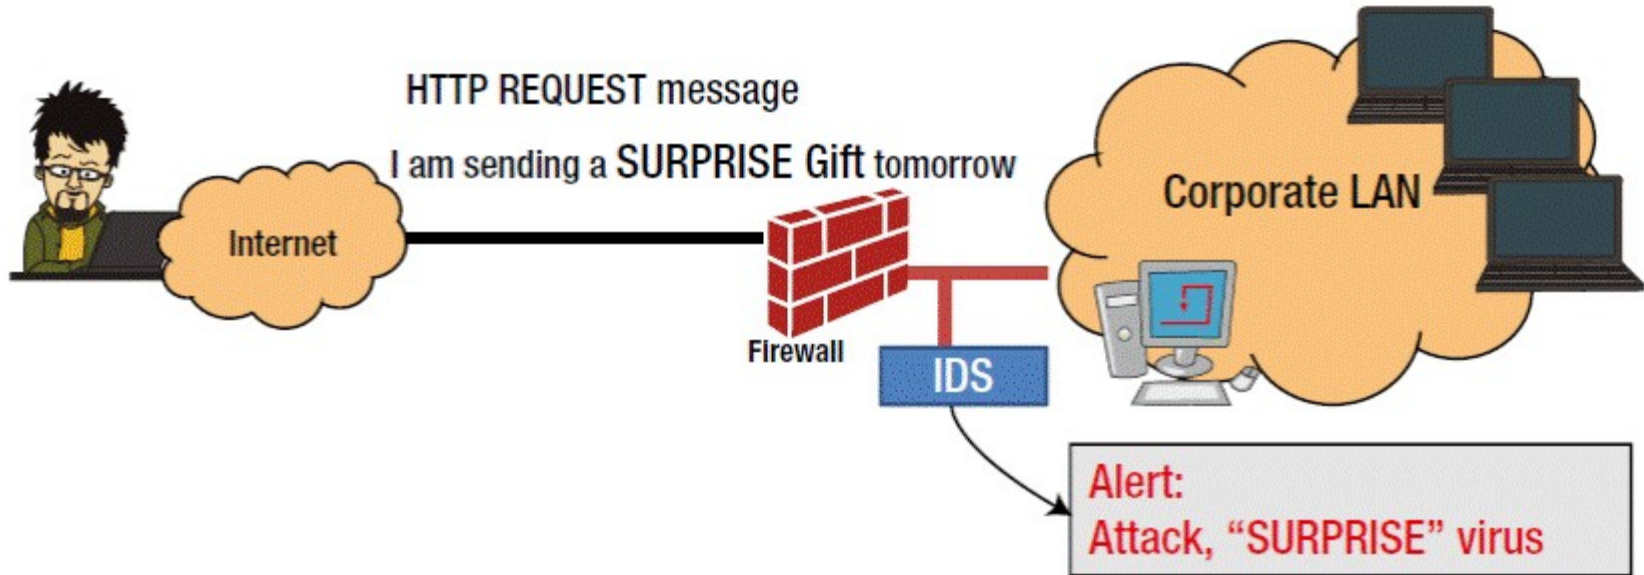 HTTP REQUEST message
I am sending a SURPRISE Gift tomorrow
Internet
Firewall
IDS
Corporate LAN
Alert:
Attack, “SURPRISE” virus